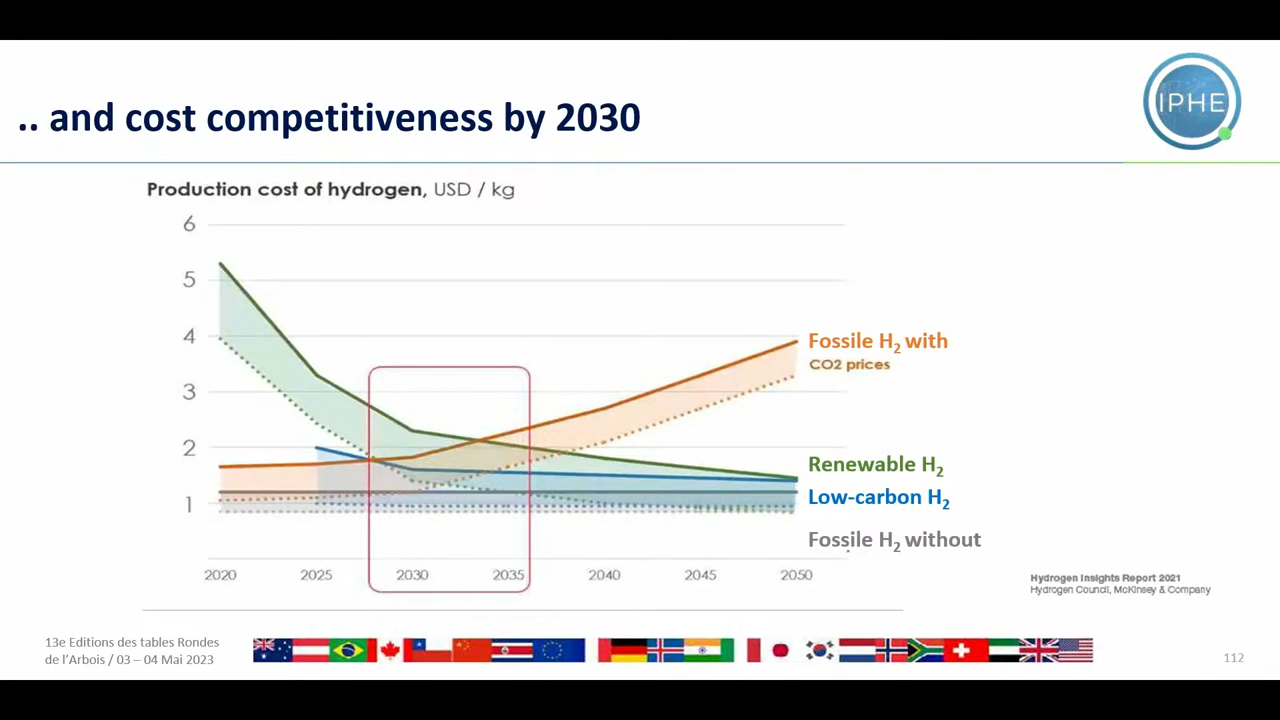 .. and cost competitiveness by 2030
IPHE
Production cost of hydrogen, USD / kg
6
5
4
3
2
1
2020 2025 2030 2035 2040 2045 2050
Fossile H2 with
CO2 prices
Renewable H2
Low-carbon H2
Fossile H2 without
Hydrogen Insights Report 2021
Hydrogen Council, McKinsey & Company
13e Editions des tables Rondes
de l'Arbois / 03 – 04 Mai 2023
112